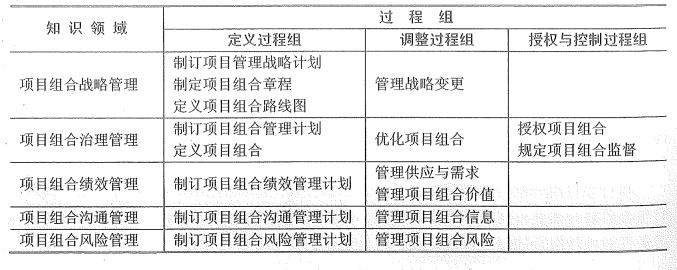 知识领域
过程组
定义过程组 调整过程组 授权与控制过程组
项目组合战略管理
制订项目管理战略计划
制定项目组合章程
定义项目组合路线图
管理战略变更
项目组合治理管理
制订项目组合管理计划
定义项目组合
优化项目组合
授权项目组合
规定项目组合监督
项目组合绩效管理
制订项目组合绩效管理计划
管理供应与需求
管理项目组合价值
项目组合沟通管理 制订项目组合沟通管理计划 管理项目组合信息
项目组合风险管理 制订项目组合风险管理计划 管理项目组合风险